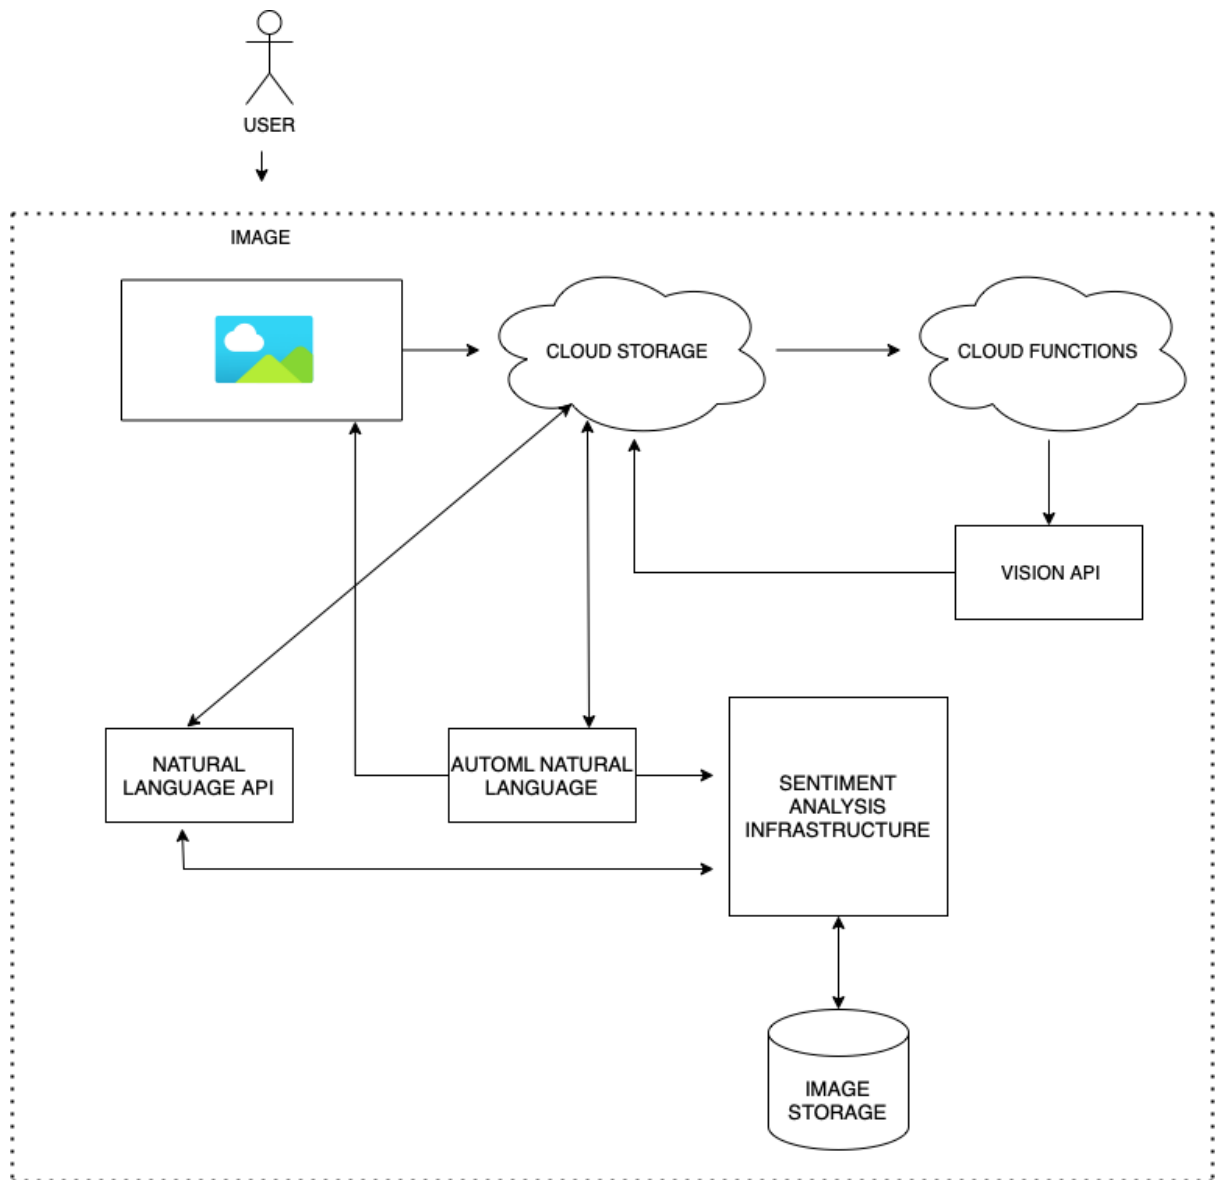 USER
IMAGE
CLOUD STORAGE
CLOUD FUNCTIONS
VISION API
NATURAL
LANGUAGE API
AUTOML NATURAL
LANGUAGE
SENTIMENT
ANALYSIS
INFRASTRUCTURE
IMAGE
STORAGE